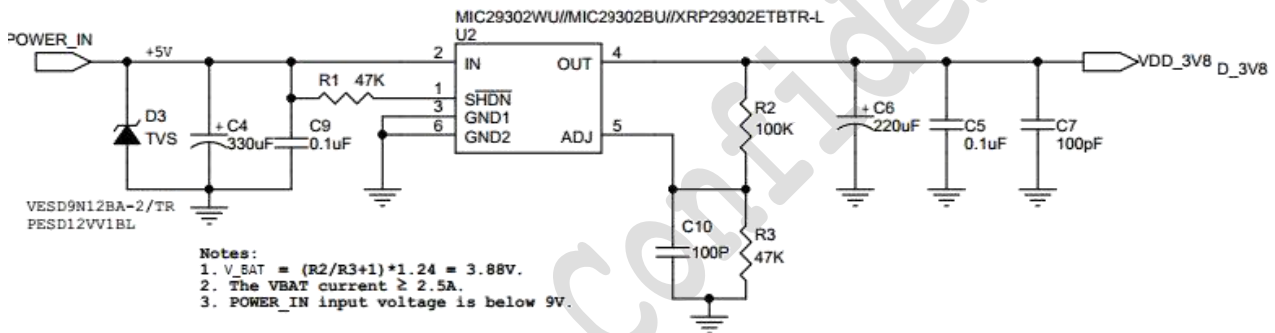 MIC29302WU//MIC29302BU//XRP29302ETBTR-L
U2
POWER_IN
+5V
2
IN
OUT
4
VDD_3V8
D_3V8
R1 47K
1
SHDN
3
GND1
6
GND2
ADJ
5
D3
TVS
+ C4
330uF
C9
0.1uF
R2
100K
+ C6
220uF
C5
0.1uF
C7
100pF
VESD9N12BA-2/TR
PESD12VV1BL
C10
100P
R3
47K
Notes:
1. V_BAT = (R2/R3+1)*1.24 = 3.88V.
2. The VBAT current ≥ 2.5A.
3. POWER_IN input voltage is below 9V.
Confide